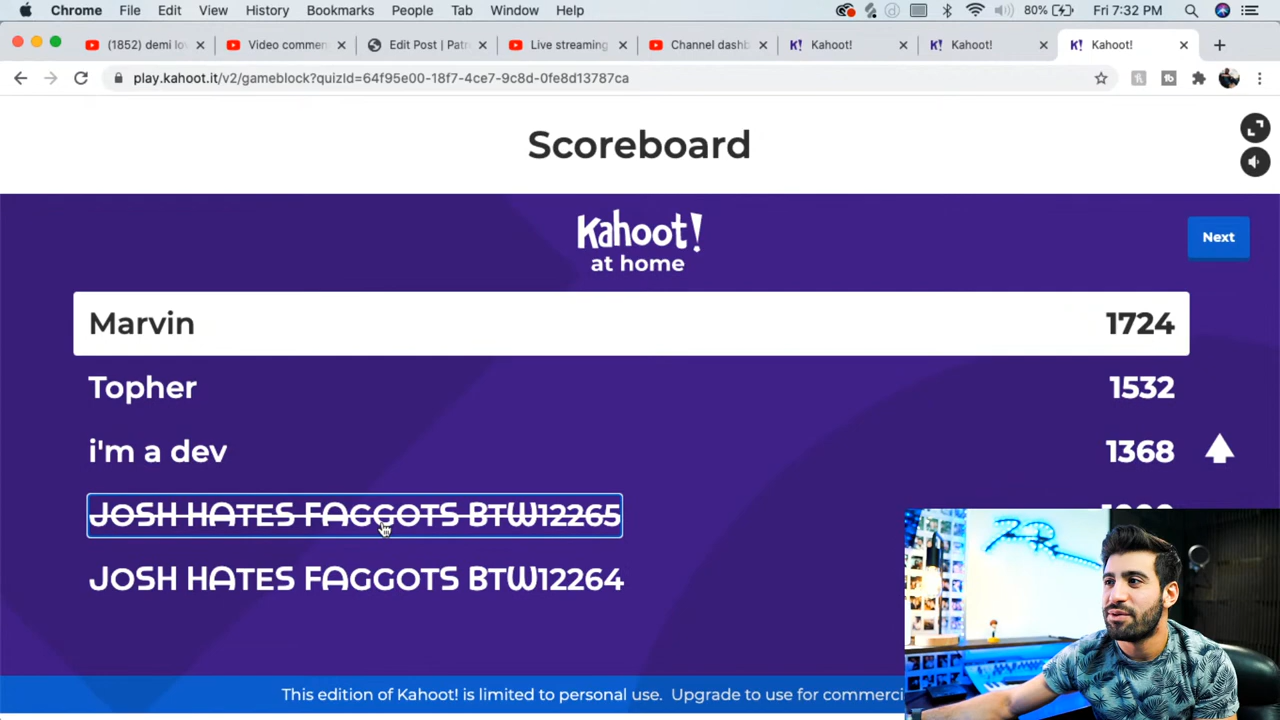 Chrome File Edit View History Bookmarks People Tab Window Help 80% Fri 7:32 PM
(1852) demi lo Video commen Edit Post | Patr Live streaming Channel dashb Kahoot! Kahoot! Kahoot!
play.kahoot.it/v2/gameblock?quizId=64f95e00-18f7-4ce7-9c8d-0fe8d13787ca
Scoreboard
Kahoot!
at home
Next
Marvin 1724
Topher 1532
i'm a dev 1368
JOSH HATES FAGGOTS BTW12265
JOSH HATES FAGGOTS BTW12264
This edition of Kahoot! is limited to personal use. Upgrade to use for commerci